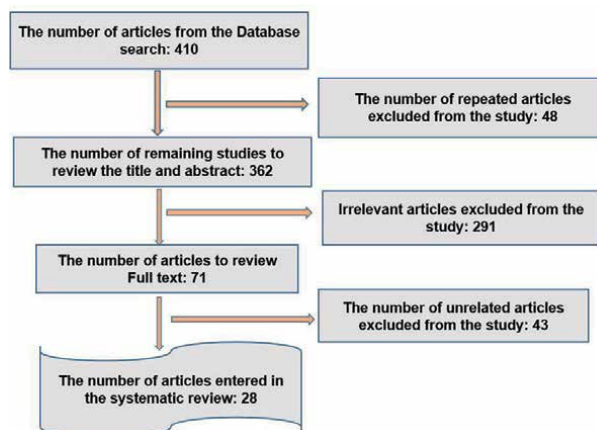 The number of articles from the Database
search: 410
The number of repeated articles
excluded from the study: 48
The number of remaining studies to
review the title and abstract: 362
Irrelevant articles excluded from the
study: 291
The number of articles to review
Full text: 71
The number of unrelated articles
excluded from the study: 43
The number of articles entered in
the systematic review: 28